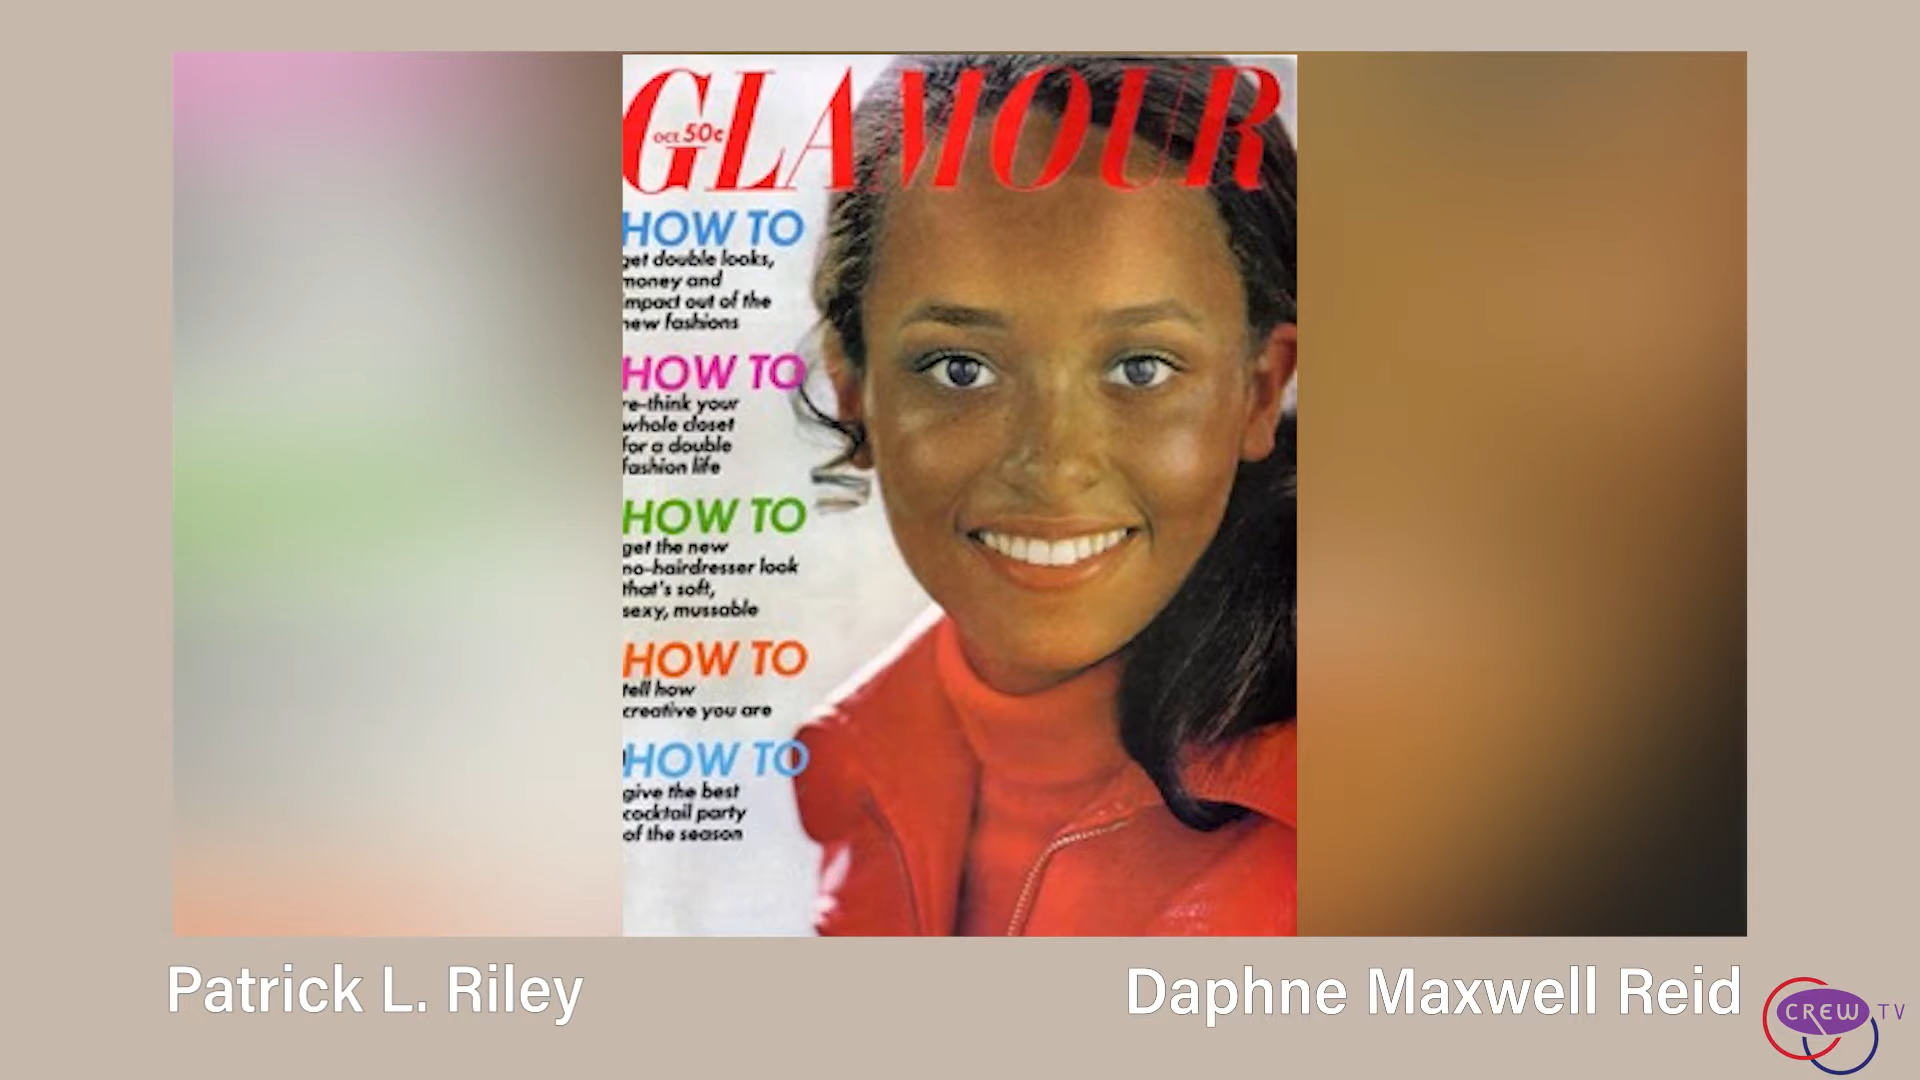 GLAMOUR
OCT. 50¢
HOW TO
get double looks,
money and
impact out of the
new fashions
HOW TO
re-think your
whole closet
for a double
fashion life
HOW TO
get the new
no-hairdresser look
that's soft,
sexy, mussable
HOW TO
tell how
creative you are
HOW TO
give the best
cocktail party
of the season
Patrick L. Riley
Daphne Maxwell Reid
CREW TV